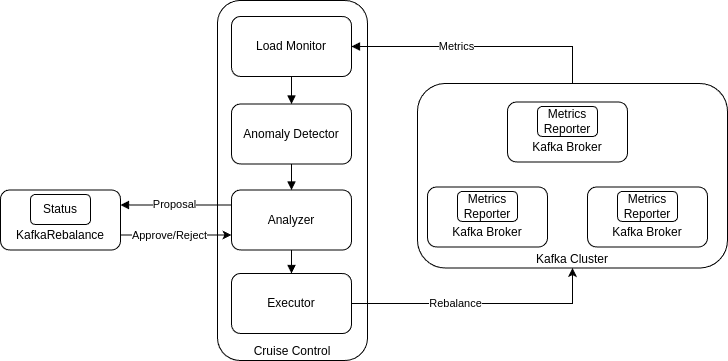 Load Monitor
Metrics
Metrics
Reporter
Kafka Broker
Anomaly Detector
Status
KafkaRebalance
Proposal
Approve/Reject
Analyzer
Metrics
Reporter
Kafka Broker
Metrics
Reporter
Kafka Broker
Kafka Cluster
Executor
Rebalance
Cruise Control